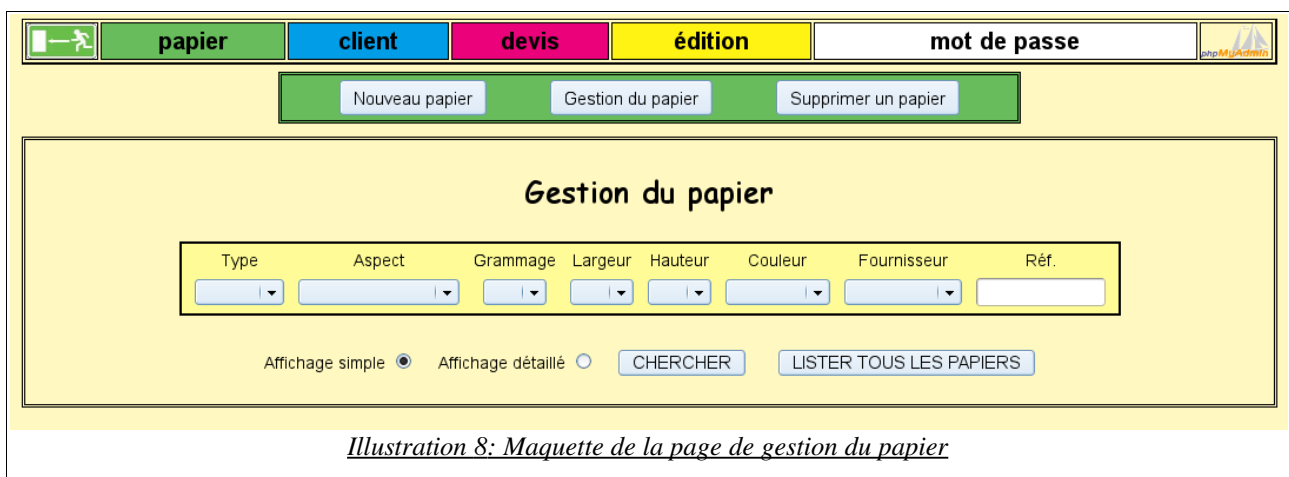 papier client devis édition mot de passe phpMyAdmin
Nouveau papier Gestion du papier Supprimer un papier
Gestion du papier
Type Aspect Grammage Largeur Hauteur Couleur Fournisseur Réf.
Affichage simple Affichage détaillé CHERCHER LISTER TOUS LES PAPIERS
Illustration 8: Maquette de la page de gestion du papier